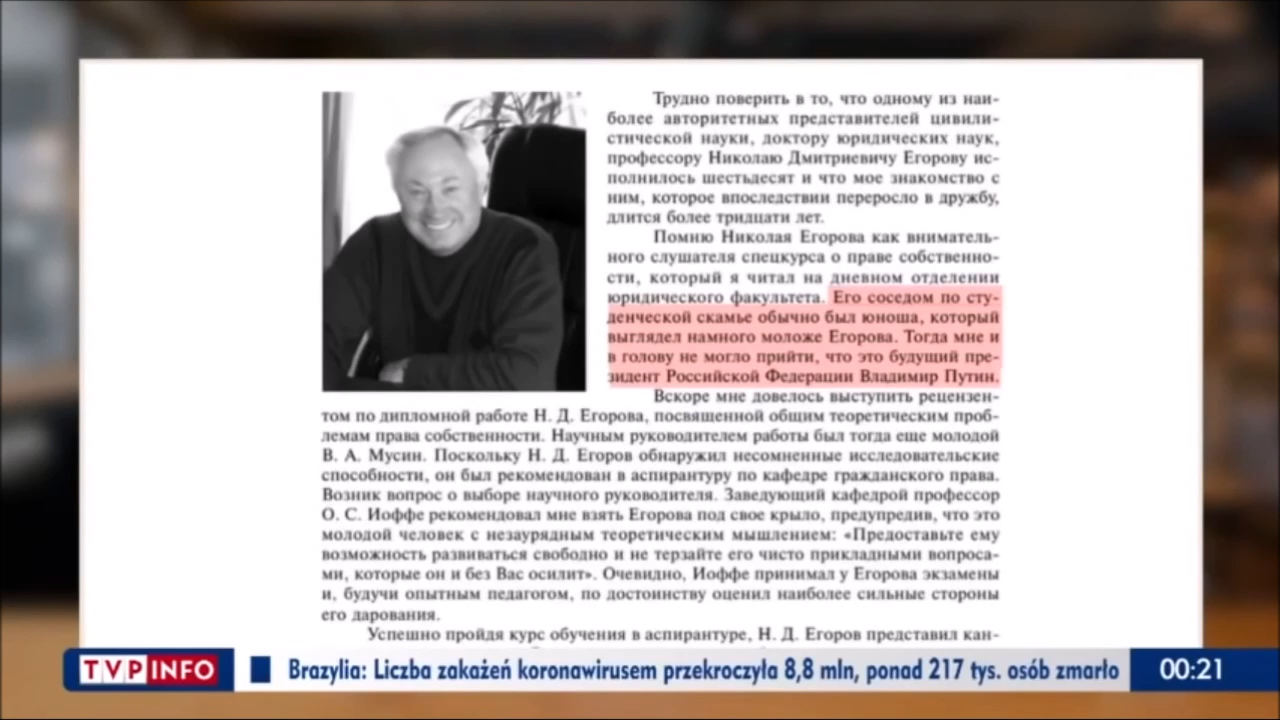 Трудно поверить в то, что одному из наи-
более авторитетных представителей цивили-
стической науки, доктору юридических наук,
профессору Николаю Дмитриевичу Егорову ис-
полнилось шестьдесят и что мое знакомство с
ним, которое впоследствии переросло в дружбу,
длится более тридцати лет.
Помню Николая Егорова как вниматель-
ного слушателя спецкурса о праве собственно-
сти, который я читал на дневном отделении
юридического факультета. Его соседом по сту-
денческой скамье обычно был юноша, который
выглядел намного моложе Егорова. Тогда мне и
в голову не могло прийти, что это будущий пре-
зидент Российской Федерации Владимир Путин.
Вскоре мне довелось выступить рецензен-
том по дипломной работе Н. Д. Егорова, посвященной общим теоретическим проб-
лемам права собственности. Научным руководителем работы был тогда еще молодой
В. А. Мусин. Поскольку Н. Д. Егоров обнаружил несомненные исследовательские
способности, он был рекомендован в аспирантуру по кафедре гражданского права.
Возник вопрос о выборе научного руководителя. Заведующий кафедрой профессор
О. С. Иоффе рекомендовал мне взять Егорова под свое крыло, предупредив, что это
молодой человек с незаурядным теоретическим мышлением: «Предоставьте ему
возможность развиваться свободно и не терзайте его чисто прикладными вопроса-
ми, которые он и без Вас осилит». Очевидно, Иоффе принимал у Егорова экзамены
и, будучи опытным педагогом, по достоинству оценил наиболее сильные стороны
его дарования.
Успешно пройдя курс обучения в аспирантуре, Н. Д. Егоров представил кан-
TVP INFO Brazylia: Liczba zakażeń koronawirusem przekroczyła 8,8 mln, ponad 217 tys. osób zmarło 00:21